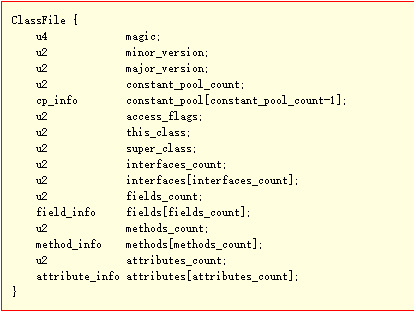 ClassFile {
u4 magic;
u2 minor_version;
u2 major_version;
u2 constant_pool_count;
cp_info constant_pool[constant_pool_count-1];
u2 access_flags;
u2 this_class;
u2 super_class;
u2 interfaces_count;
u2 interfaces[interfaces_count];
u2 fields_count;
field_info fields[fields_count];
u2 methods_count;
method_info methods[methods_count];
u2 attributes_count;
attribute_info attributes[attributes_count];
}